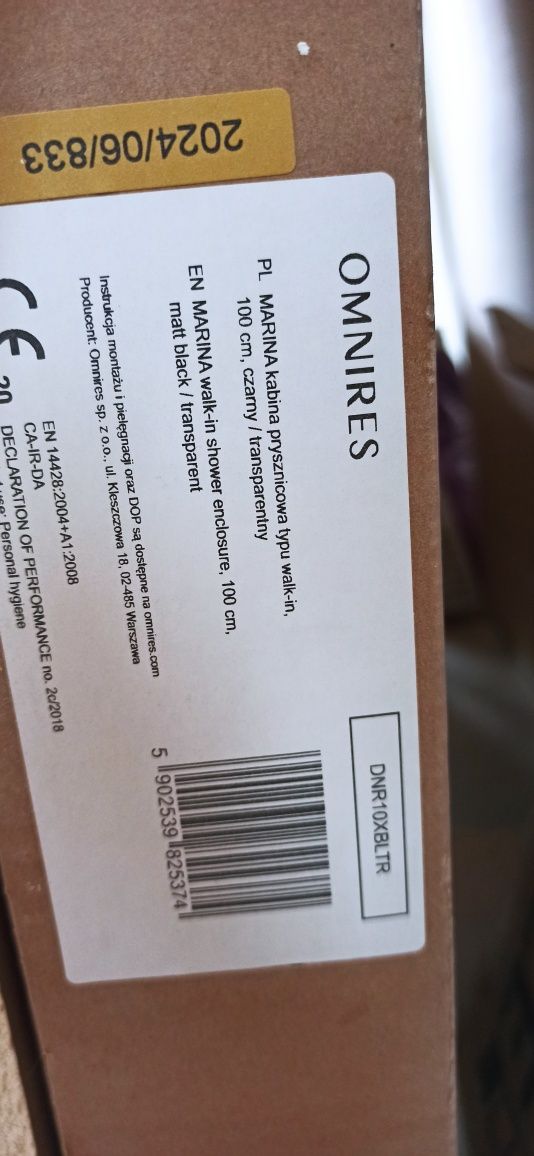 2024/06/833
OMNIRES
DNR10XBLTR
PL MARINA kabina prysznicowa typu walk-in,
100 cm, czarny / transparentny
EN MARINA walk-in shower enclosure, 100 cm,
matt black / transparent
5 902539 825374
Instrukcja montażu i pielęgnacji oraz DOP są dostępne na omnires.com
Producent: Omnires sp. z o.o., ul. Kleszczowa 18, 02-485 Warszawa
CE
EN 14428:2004+A1:2008
CA-IR-DA
DECLARATION OF PERFORMANCE no. 2c/2018
Personal hygiene
20